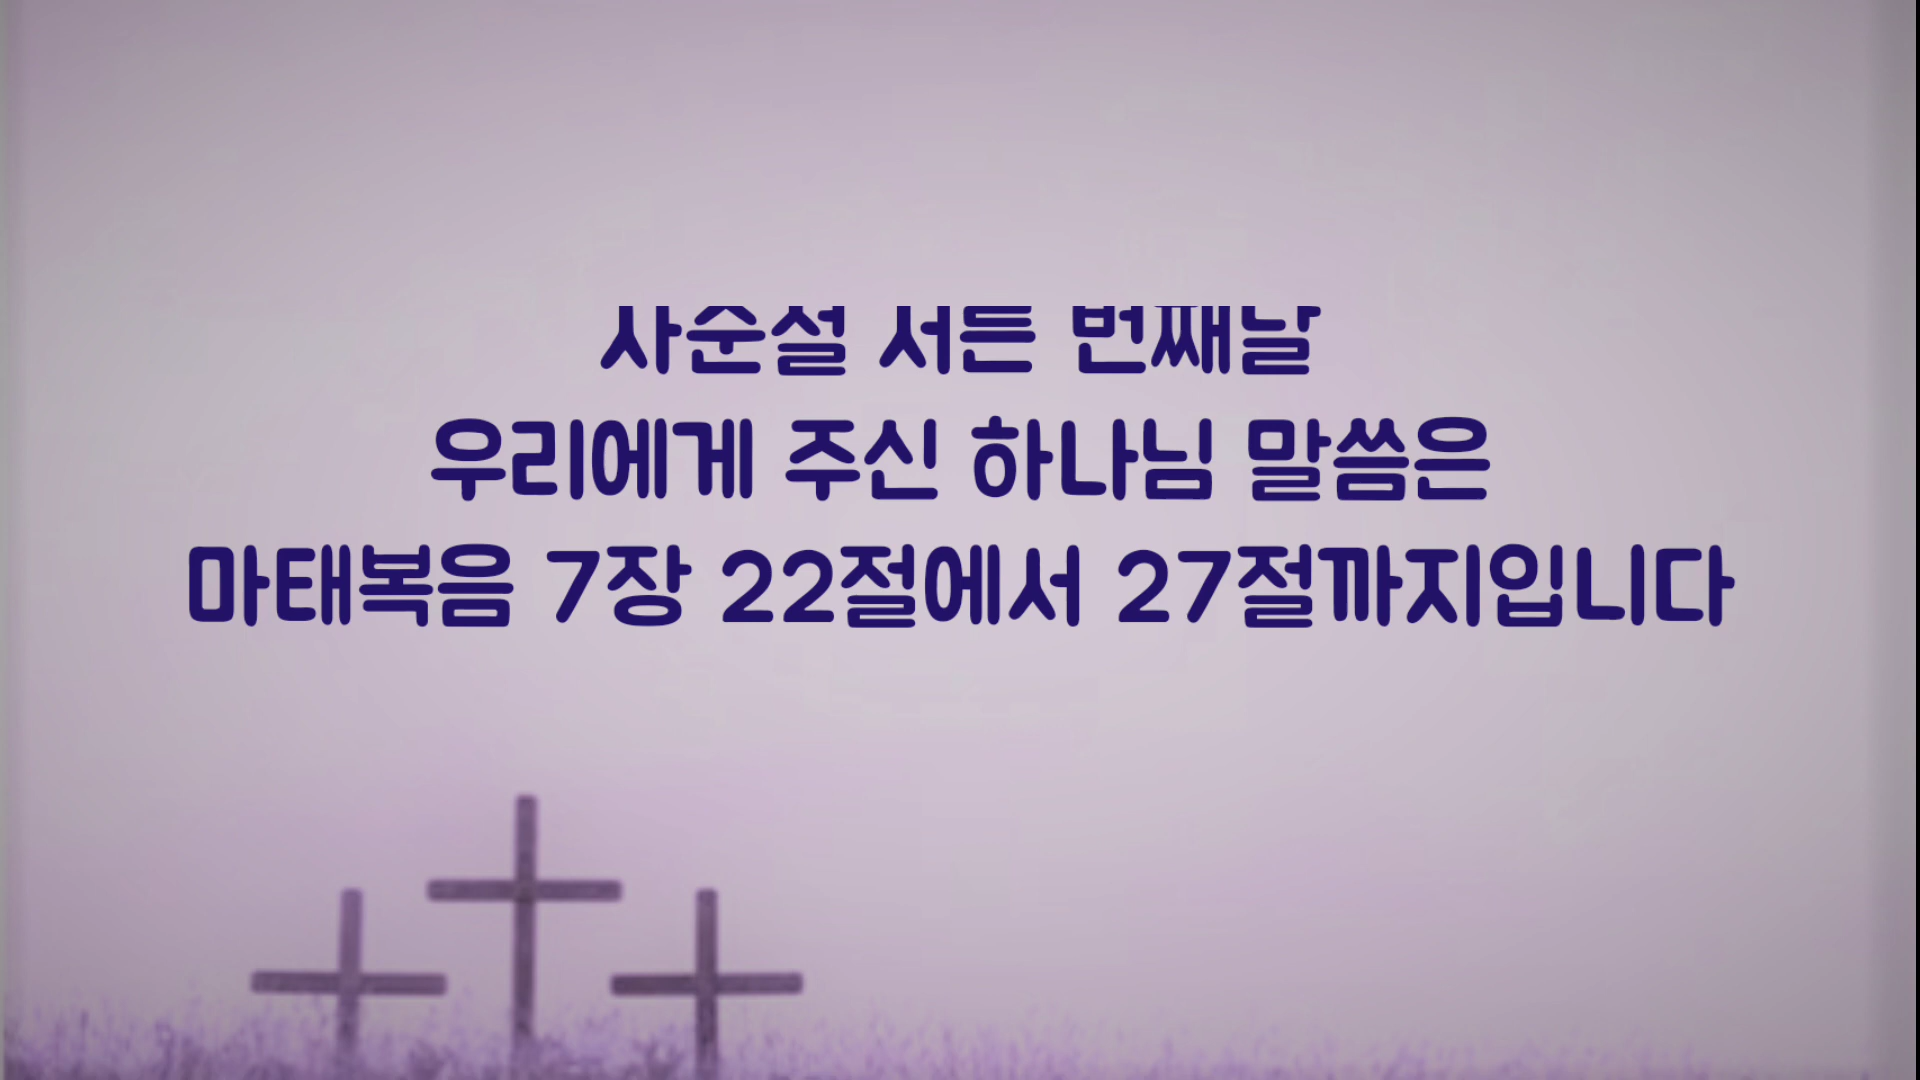 사순절 서른 번째날
우리에게 주신 하나님 말씀은
마태복음 7장 22절에서 27절까지입니다